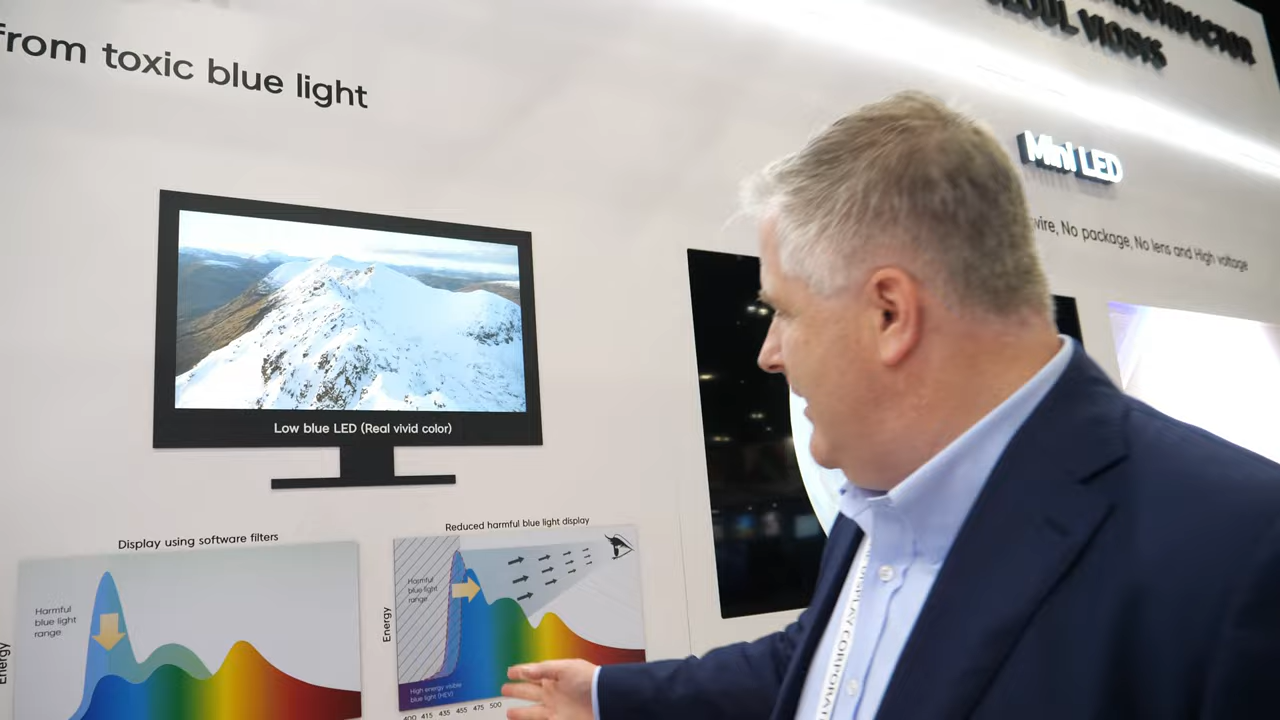 from toxic blue light
SEOUL VIOSYS
Mini LED
wire, No package, No lens and High voltage
Low blue LED (Real vivid color)
Display using software filters
Harmful
blue light
range
Energy
Reduced harmful blue light display
Harmful
blue light
range
Energy
High energy visible
blue light (HEV)
400 415 435 455 475 500